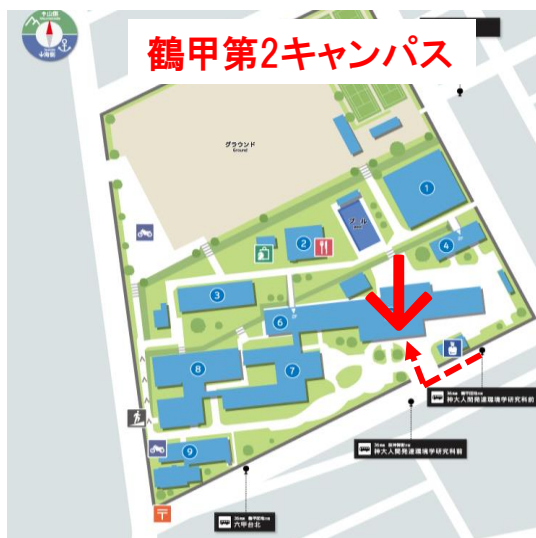 鶴甲第2キャンパス
グラウンド
Ground
プール
1
2
4
3
6
8
7
9
神大人間発達環境学研究科前
神大人間発達環境学研究科前
六甲台北